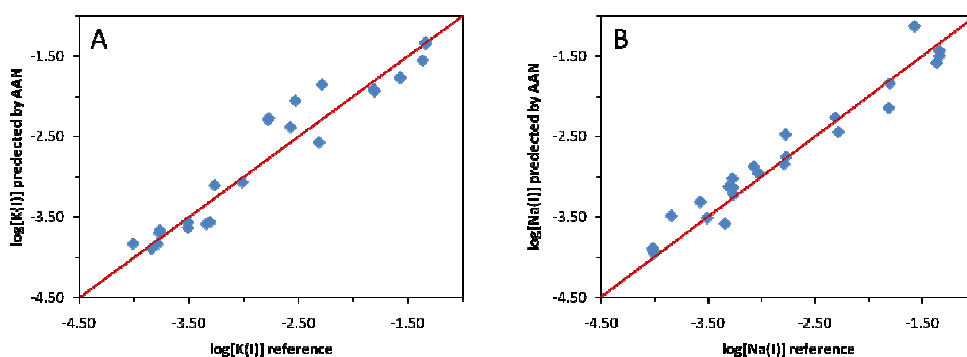 A
-1.50
-2.50
-3.50
-4.50
log[K(I)] predected by AAN
-4.50 -3.50 -2.50 -1.50
log[K(I)] reference
B
-1.50
-2.50
-3.50
-4.50
log[Na(I)] predected by AAN
-4.50 -3.50 -2.50 -1.50
log[Na(I)] reference